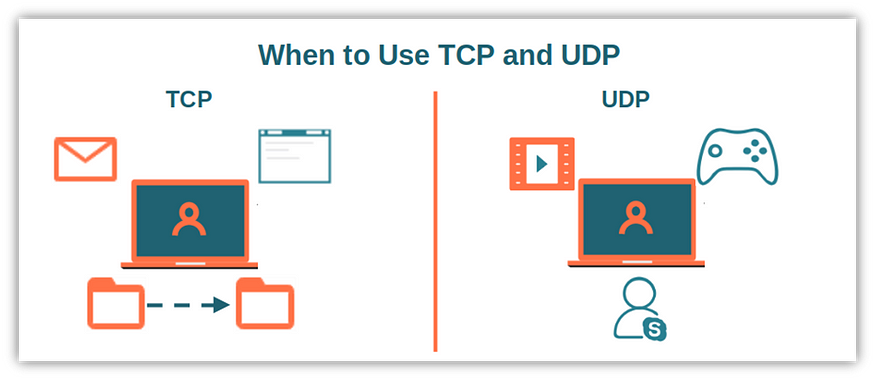 When to Use TCP and UDP
TCP
UDP
S